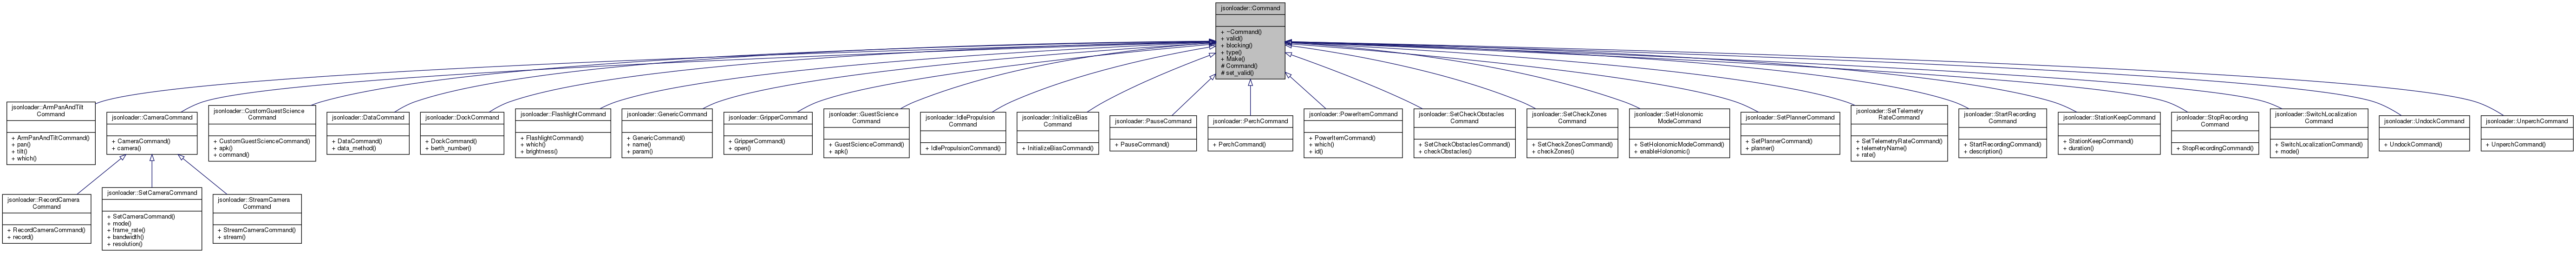 jsonloader::Command
+ ~Command()
+ valid()
+ blocking()
+ type()
+ Make()
# Command()
# set_valid()
jsonloader::ArmPanAndTilt
Command
+ ArmPanAndTiltCommand()
+ pan()
+ tilt()
+ which()
jsonloader::CameraCommand
+ CameraCommand()
+ camera()
jsonloader::CustomGuestScience
Command
+ CustomGuestScienceCommand()
+ apk()
+ command()
jsonloader::DataCommand
+ DataCommand()
+ data_method()
jsonloader::DockCommand
+ DockCommand()
+ berth_number()
jsonloader::FlashlightCommand
+ FlashlightCommand()
+ which()
+ brightness()
jsonloader::GenericCommand
+ GenericCommand()
+ name()
+ param()
jsonloader::GripperCommand
+ GripperCommand()
+ open()
jsonloader::GuestScience
Command
+ GuestScienceCommand()
+ apk()
jsonloader::IdlePropulsion
Command
+ IdlePropulsionCommand()
jsonloader::InitializeBias
Command
+ InitializeBiasCommand()
jsonloader::PauseCommand
+ PauseCommand()
jsonloader::PerchCommand
+ PerchCommand()
jsonloader::PowerItemCommand
+ PowerItemCommand()
+ which()
+ id()
jsonloader::SetCheckObstacles
Command
+ SetCheckObstaclesCommand()
+ checkObstacles()
jsonloader::SetCheckZones
Command
+ SetCheckZonesCommand()
+ checkZones()
jsonloader::SetHolonomic
ModeCommand
+ SetHolonomicModeCommand()
+ enableHolonomic()
jsonloader::SetPlannerCommand
+ SetPlannerCommand()
+ planner()
jsonloader::SetTelemetry
RateCommand
+ SetTelemetryRateCommand()
+ telemetryName()
+ rate()
jsonloader::StartRecording
Command
+ StartRecordingCommand()
+ description()
jsonloader::StationKeepCommand
+ StationKeepCommand()
+ duration()
jsonloader::StopRecording
Command
+ StopRecordingCommand()
jsonloader::SwitchLocalization
Command
+ SwitchLocalizationCommand()
+ mode()
jsonloader::UndockCommand
+ UndockCommand()
jsonloader::UnperchCommand
+ UnperchCommand()
jsonloader::RecordCamera
Command
+ RecordCameraCommand()
+ record()
jsonloader::SetCameraCommand
+ SetCameraCommand()
+ mode()
+ frame_rate()
+ bandwidth()
+ resolution()
jsonloader::StreamCamera
Command
+ StreamCameraCommand()
+ stream()